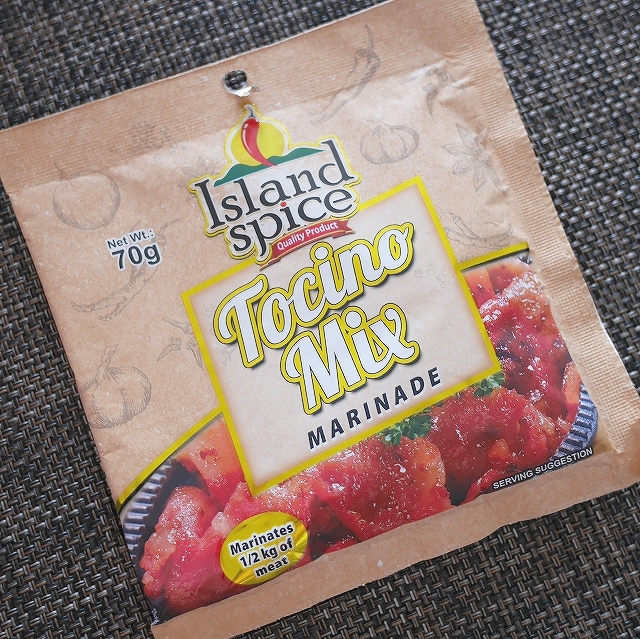 Island
Spice
Quality Product
Net Wt.:
70g
Tocino
Mix
MARINADE
SERVING SUGGESTION
Marinates
1/2 kg of
meat